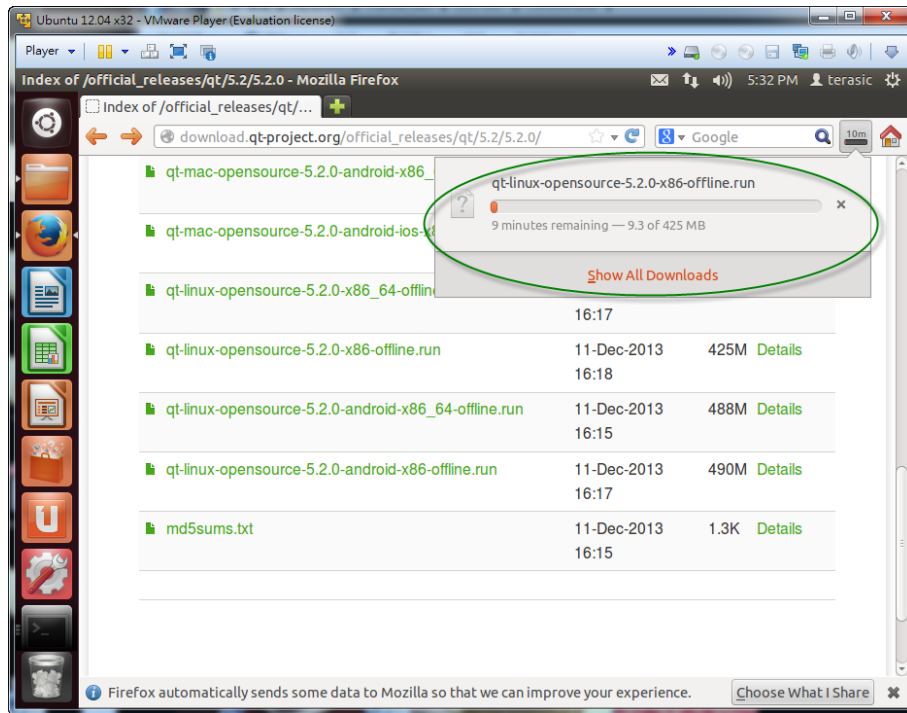 Ubuntu 12.04 x32 - VMware Player (Evaluation license)
Player
Index of /official_releases/qt/5.2/5.2.0 - Mozilla Firefox
5:32 PM
terasic
Index of /official_releases/qt/...
download.qt-project.org/official_releases/qt/5.2/5.2.0/
Google
10m
qt-mac-opensource-5.2.0-android-x86_
qt-linux-opensource-5.2.0-x86-offline.run
9 minutes remaining — 9.3 of 425 MB
Show All Downloads
qt-mac-opensource-5.2.0-android-ios-x8
qt-linux-opensource-5.2.0-x86_64-offlin
16:17
qt-linux-opensource-5.2.0-x86-offline.run 11-Dec-2013 425M Details
16:18
qt-linux-opensource-5.2.0-android-x86_64-offline.run 11-Dec-2013 488M Details
16:15
qt-linux-opensource-5.2.0-android-x86-offline.run 11-Dec-2013 490M Details
16:17
md5sums.txt 11-Dec-2013 1.3K Details
16:15
Firefox automatically sends some data to Mozilla so that we can improve your experience.
Choose What I Share